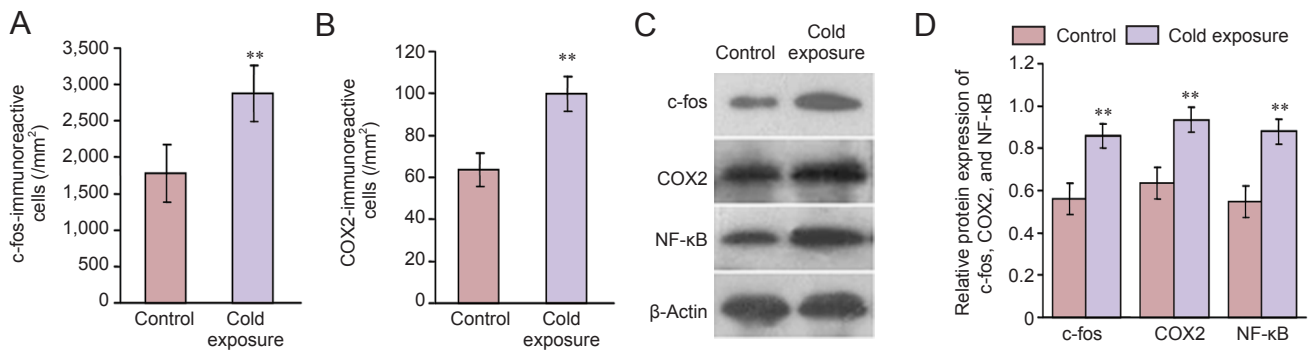 A
c-fos-immunoreactive
cells (/mm²)
3,500
3,000
2,500
2,000
1,500
1,000
500
0
**
Control
Cold
exposure
B
COX2-immunoreactive
cells (/mm²)
120
100
80
60
40
20
0
**
Control
Cold
exposure
C
Control
Cold
exposure
c-fos
COX2
NF-κB
β-Actin
D
Control
Cold exposure
Relative protein expression of
c-fos, COX2, and NF-κB
1.2
1.0
0.8
0.6
0.4
0.2
0
**
**
**
c-fos
COX2
NF-κB